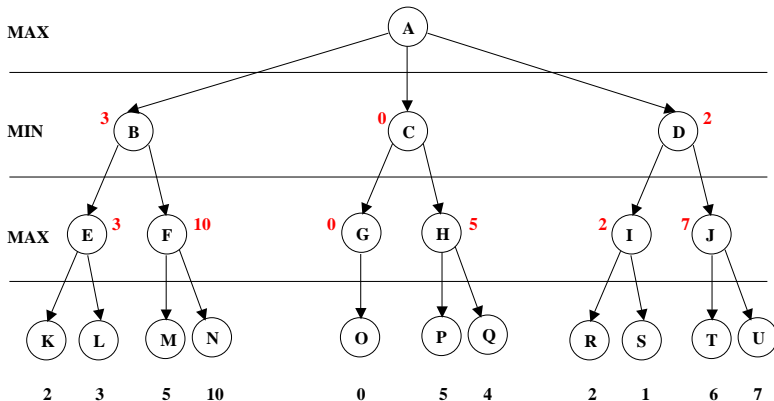 MAX A
MIN 3 B 0 C D 2
MAX E 3 F 10 0 G H 5 2 I 7 J
K L M N O P Q R S T U
2 3 5 10 0 5 4 2 1 6 7